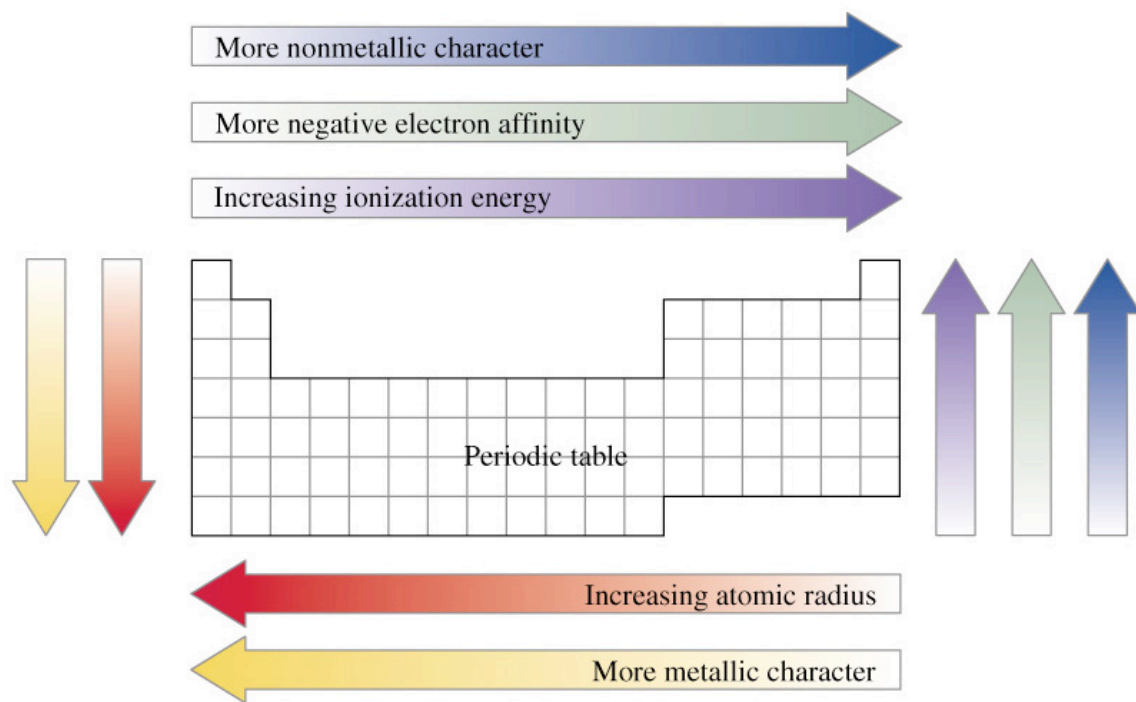 More nonmetallic character
More negative electron affinity
Increasing ionization energy
Periodic table
Increasing atomic radius
More metallic character